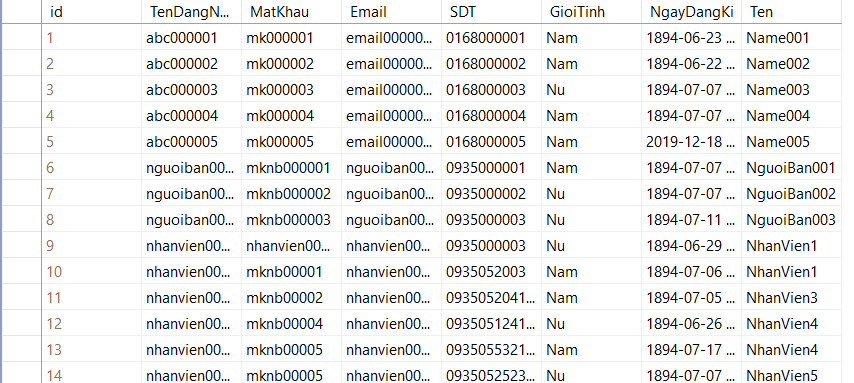 id TenDangN... MatKhau Email SDT GioiTinh NgayDangKi Ten
1 abc000001 mk000001 email00000... 0168000001 Nam 1894-06-23 ... Name001
2 abc000002 mk000002 email00000... 0168000002 Nam 1894-06-22 ... Name002
3 abc000003 mk000003 email00000... 0168000003 Nu 1894-07-07 ... Name003
4 abc000004 mk000004 email00000... 0168000004 Nam 1894-07-07 ... Name004
5 abc000005 mk000005 email00000... 0168000005 Nam 2019-12-18 ... Name005
6 nguoiban00... mknb000001 nguoiban00... 0935000001 Nam 1894-07-07 ... NguoiBan001
7 nguoiban00... mknb000002 nguoiban00... 0935000002 Nu 1894-07-07 ... NguoiBan002
8 nguoiban00... mknb000003 nguoiban00... 0935000003 Nu 1894-07-11 ... NguoiBan003
9 nhanvien00... nhanvien00... nhanvien00... 0935000003 Nu 1894-06-29 ... NhanVien1
10 nhanvien00... mknb00001 nhanvien00... 0935052003 Nam 1894-07-06 ... NhanVien1
11 nhanvien00... mknb00002 nhanvien00... 0935052041... Nam 1894-07-05 ... NhanVien3
12 nhanvien00... mknb00004 nhanvien00... 0935051241... Nu 1894-06-26 ... NhanVien4
13 nhanvien00... mknb00005 nhanvien00... 0935055321... Nam 1894-07-17 ... NhanVien4
14 nhanvien00... mknb00005 nhanvien00... 0935052523... Nu 1894-07-07 ... NhanVien5